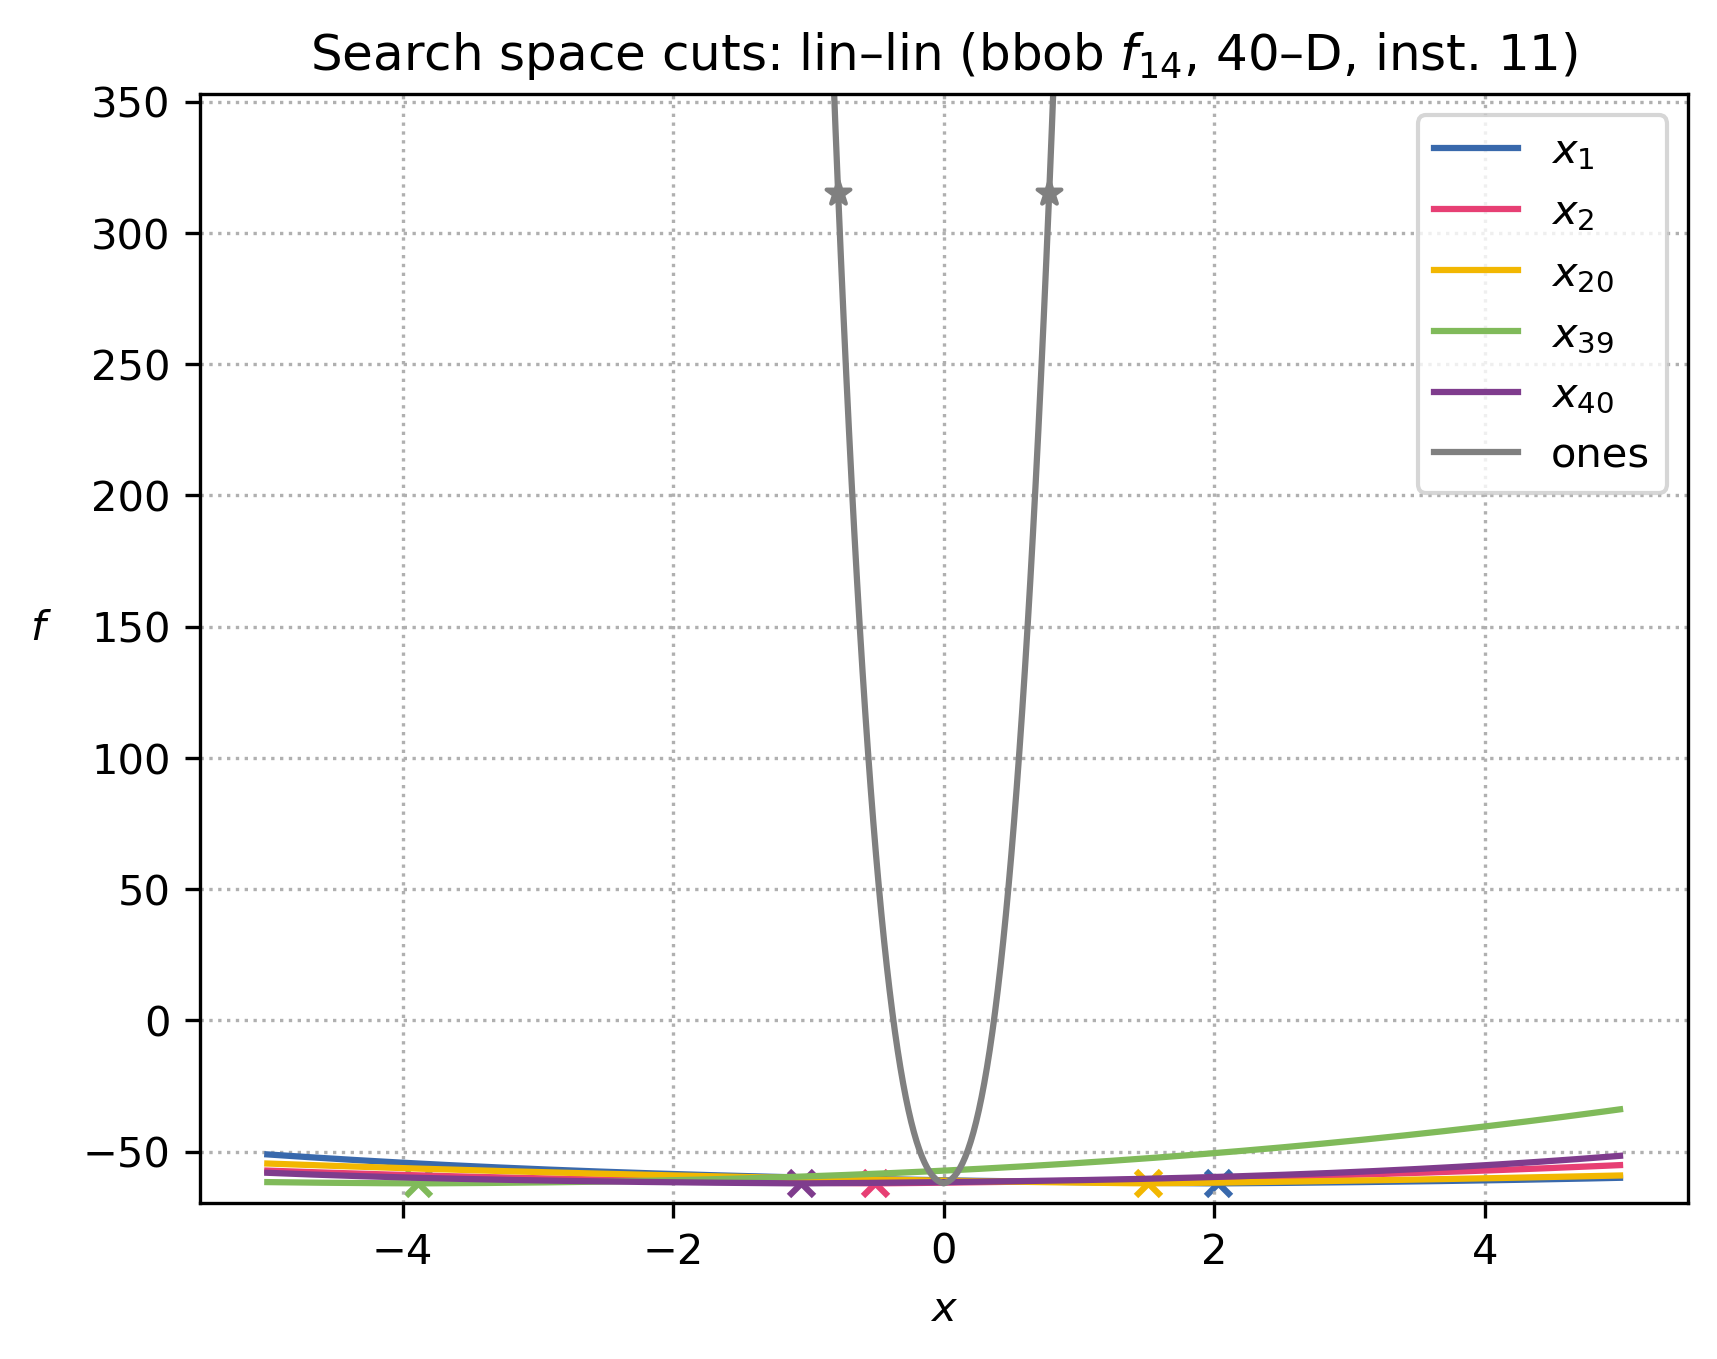 Search space cuts: lin–lin (bbob f14, 40–D, inst. 11)
350
300
250
200
150
100
50
0
−50
f
x1
x2
x20
x39
x40
ones
−4 −2 0 2 4
x